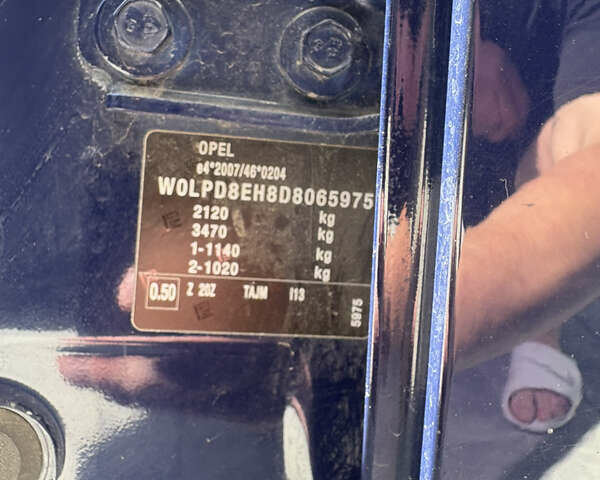 OPEL
e4*2007/46*0204
W0LPD8EH8D8065975
2120 kg
3470 kg
1-1140 kg
2-1020 kg
0.50 Z 20Z TAJM I13
5975